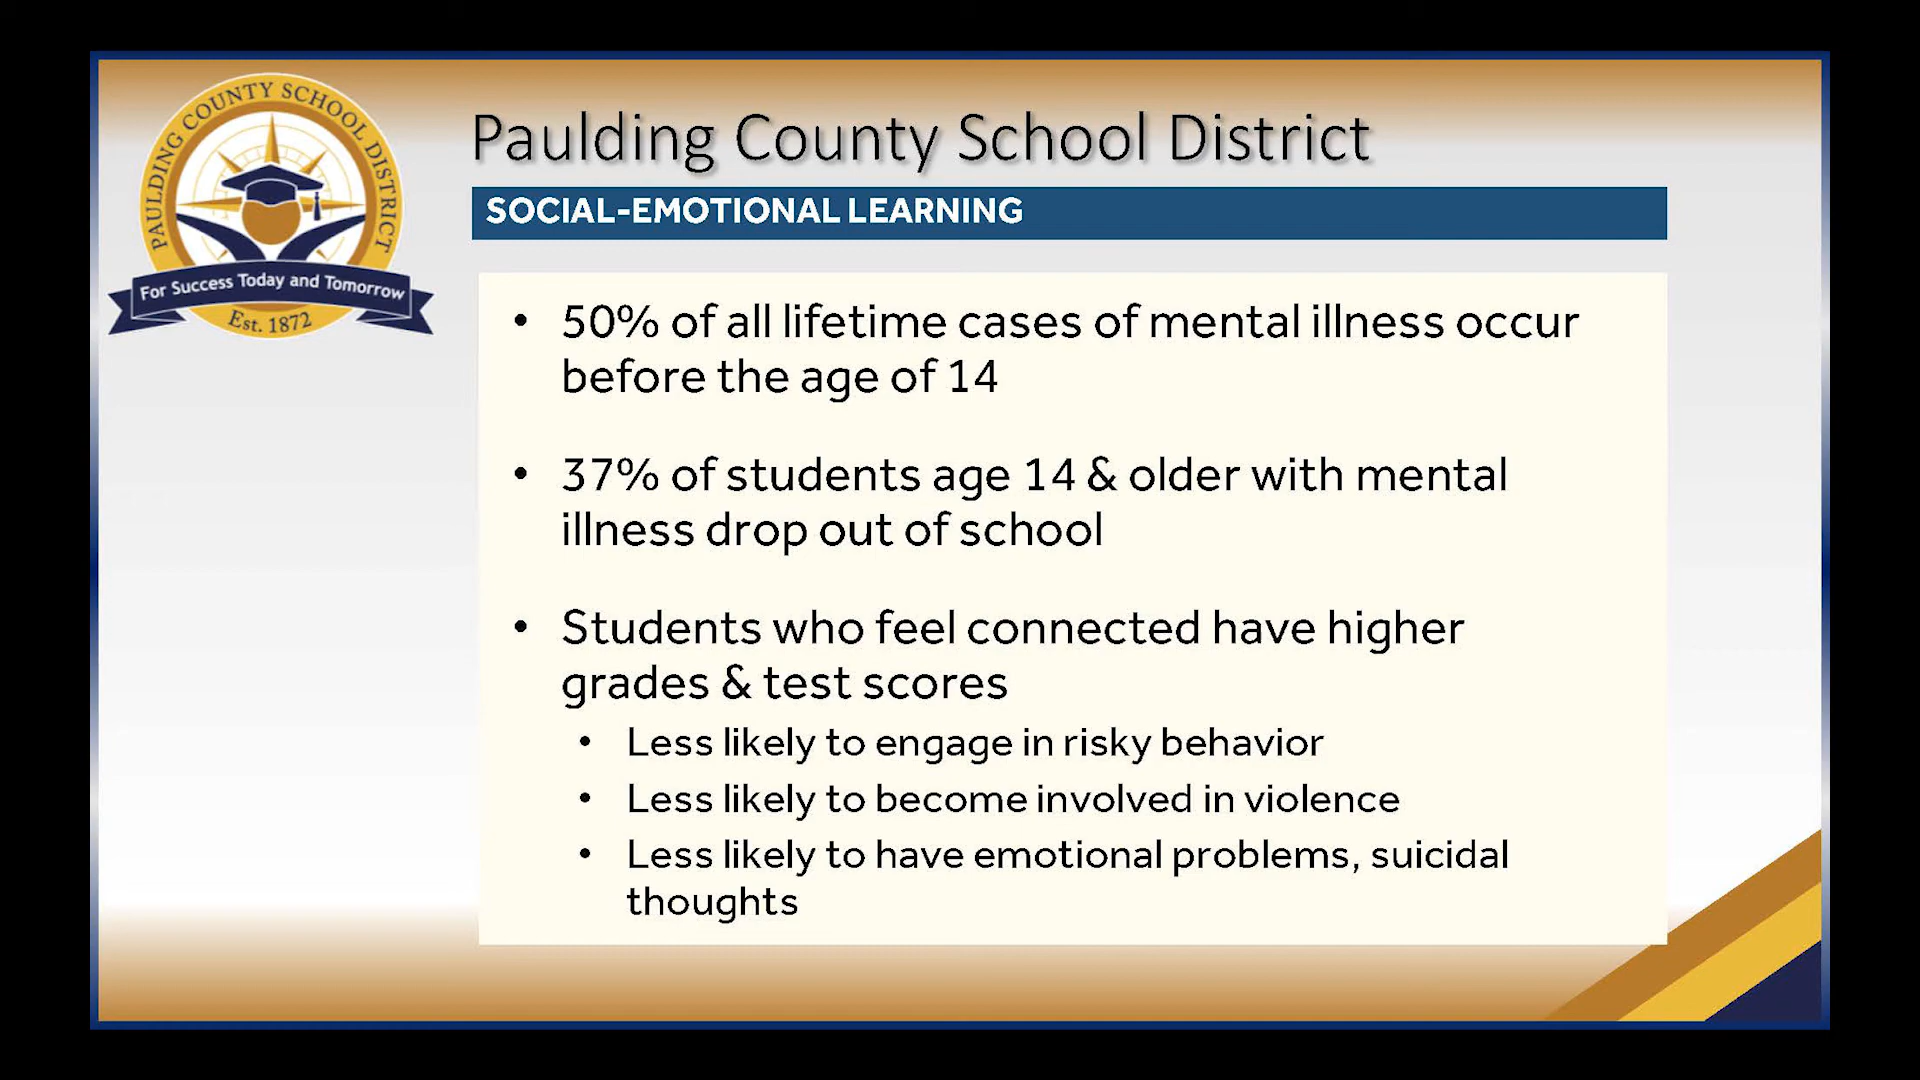 PAULDING COUNTY SCHOOL DISTRICT
For Success Today and Tomorrow
Est. 1872
Paulding County School District
SOCIAL-EMOTIONAL LEARNING
• 50% of all lifetime cases of mental illness occur
before the age of 14
• 37% of students age 14 & older with mental
illness drop out of school
• Students who feel connected have higher
grades & test scores
• Less likely to engage in risky behavior
• Less likely to become involved in violence
• Less likely to have emotional problems, suicidal
thoughts